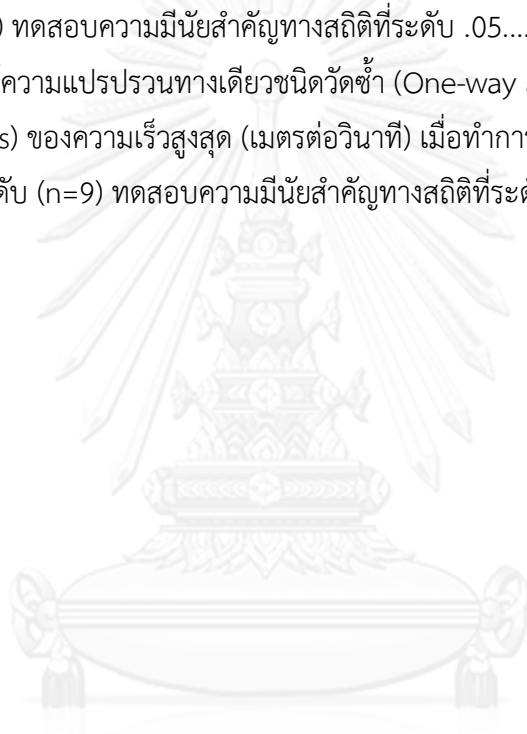 ) ทดสอบความมีนัยสำคัญทางสถิติที่ระดับ .05....
ความแปรปรวนทางเดียวชนิดวัดซ้ำ (One-way
s) ของความเร็วสูงสุด (เมตรต่อวินาที) เมื่อทำการ
ดับ (n=9) ทดสอบความมีนัยสำคัญทางสถิติที่ระดั